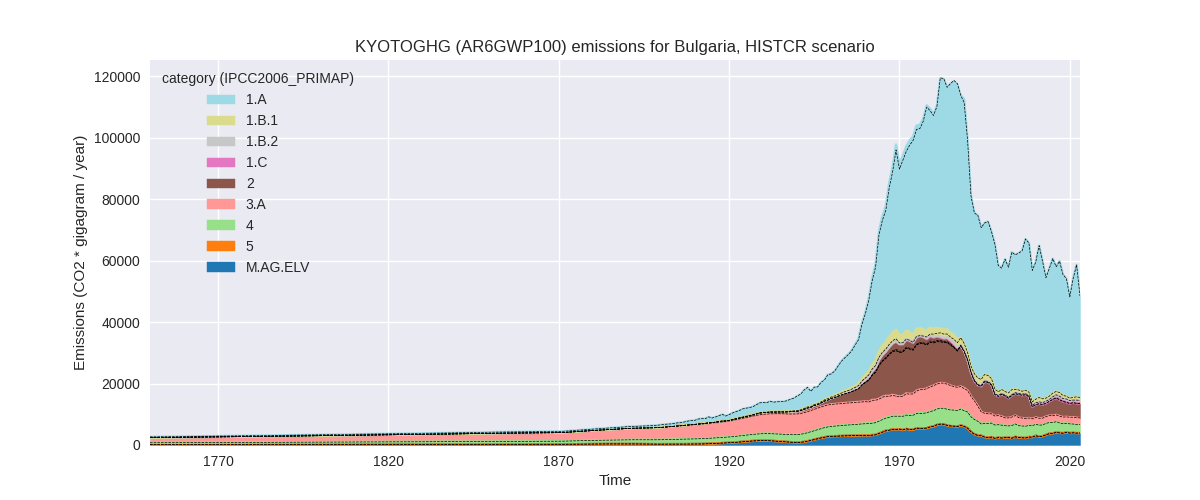 KYOTOGHG (AR6GWP100) emissions for Bulgaria, HISTCR scenario
Emissions (CO2 * gigagram / year)
120000
100000
80000
60000
40000
20000
0
category (IPCC2006_PRIMAP)
1.A
1.B.1
1.B.2
1.C
2
3.A
4
5
M.AG.ELV
1770
1820
1870
1920
1970
2020
Time